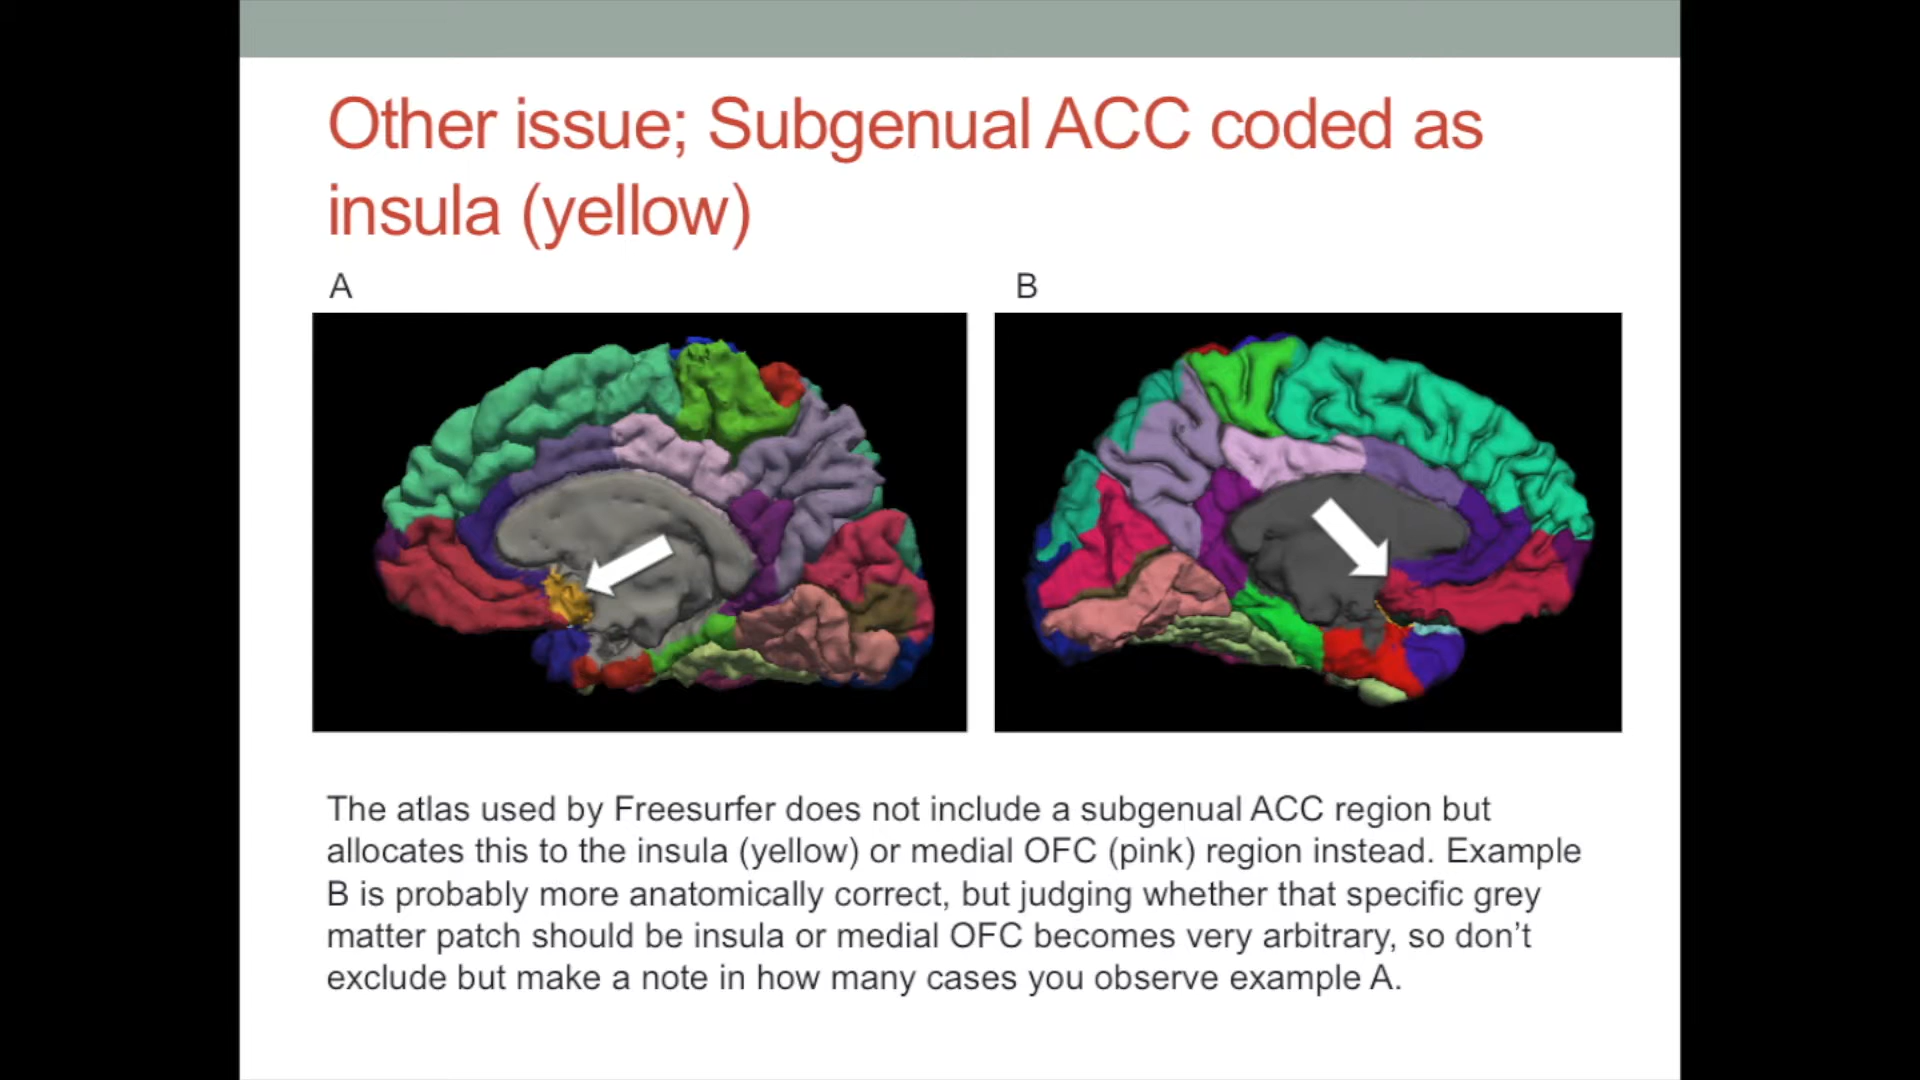 Other issue; Subgenual ACC coded as
insula (yellow)
A
B
The atlas used by Freesurfer does not include a subgenual ACC region but
allocates this to the insula (yellow) or medial OFC (pink) region instead. Example
B is probably more anatomically correct, but judging whether that specific grey
matter patch should be insula or medial OFC becomes very arbitrary, so don’t
exclude but make a note in how many cases you observe example A.